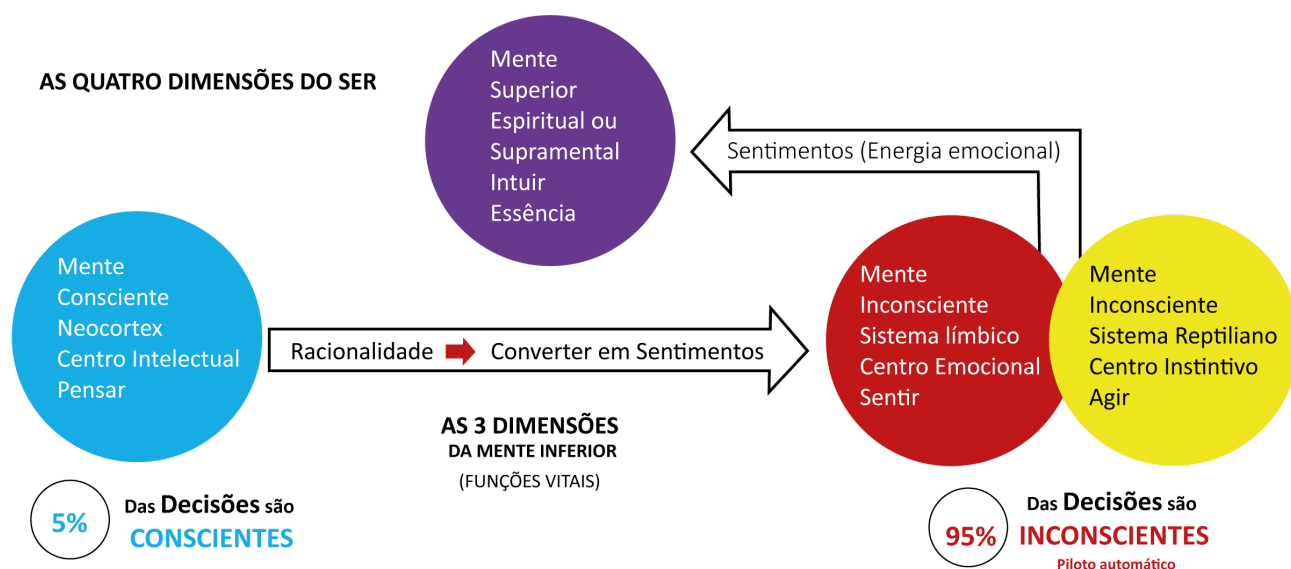 AS QUATRO DIMENSÕES DO SER
Mente
Superior
Espiritual ou
Supramental
Intuir
Essência
Sentimentos (Energia emocional)
Mente
Consciente
Neocortex
Centro Intelectual
Pensar
Racionalidade
Converter em Sentimentos
Mente
Inconsciente
Sistema límbico
Centro Emocional
Sentir
Mente
Inconsciente
Sistema Reptiliano
Centro Instintivo
Agir
AS 3 DIMENSÕES
DA MENTE INFERIOR
(FUNÇÕES VITAIS)
5%
Das Decisões são
CONSCIENTES
95%
Das Decisões são
INCONSCIENTES
Piloto automático